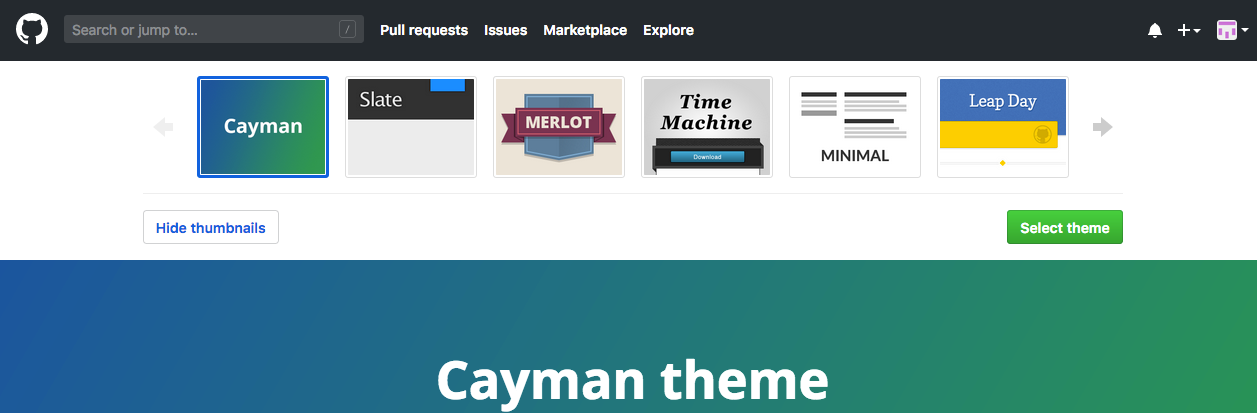 Search or jump to… /
Pull requests Issues Marketplace Explore
Cayman
Slate
MERLOT
Time
Machine
Download
MINIMAL
Leap Day
Hide thumbnails
Select theme
Cayman theme